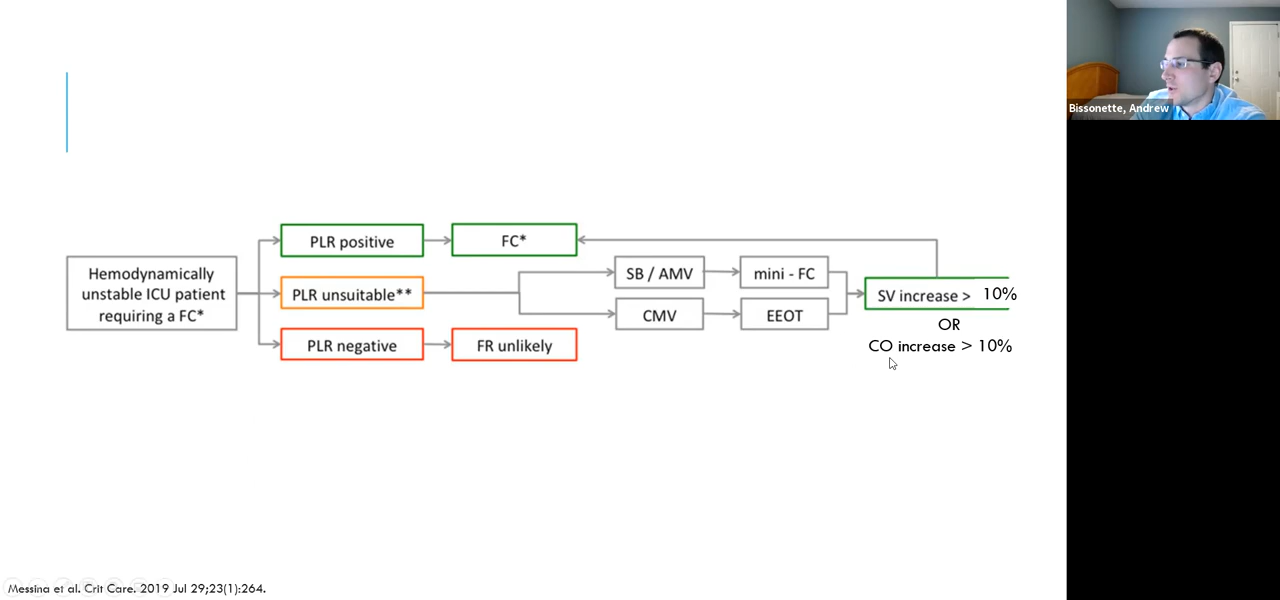 Bissonette, Andrew
PLR positive
FC*
Hemodynamically
unstable ICU patient
requiring a FC*
PLR unsuitable**
SB / AMV
mini - FC
CMV
EEOT
SV increase > 10%
OR
CO increase > 10%
PLR negative
FR unlikely
Messina et al. Crit Care. 2019 Jul 29;23(1):264.